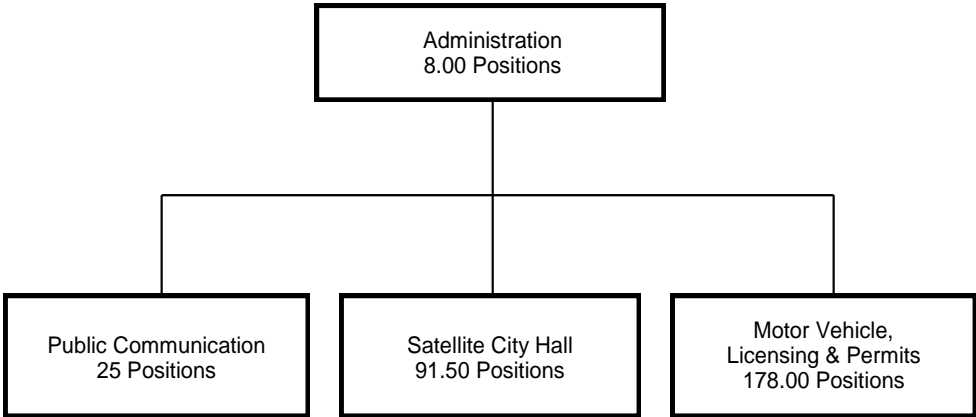 Administration
8.00 Positions
Public Communication
25 Positions
Satellite City Hall
91.50 Positions
Motor Vehicle,
Licensing & Permits
178.00 Positions